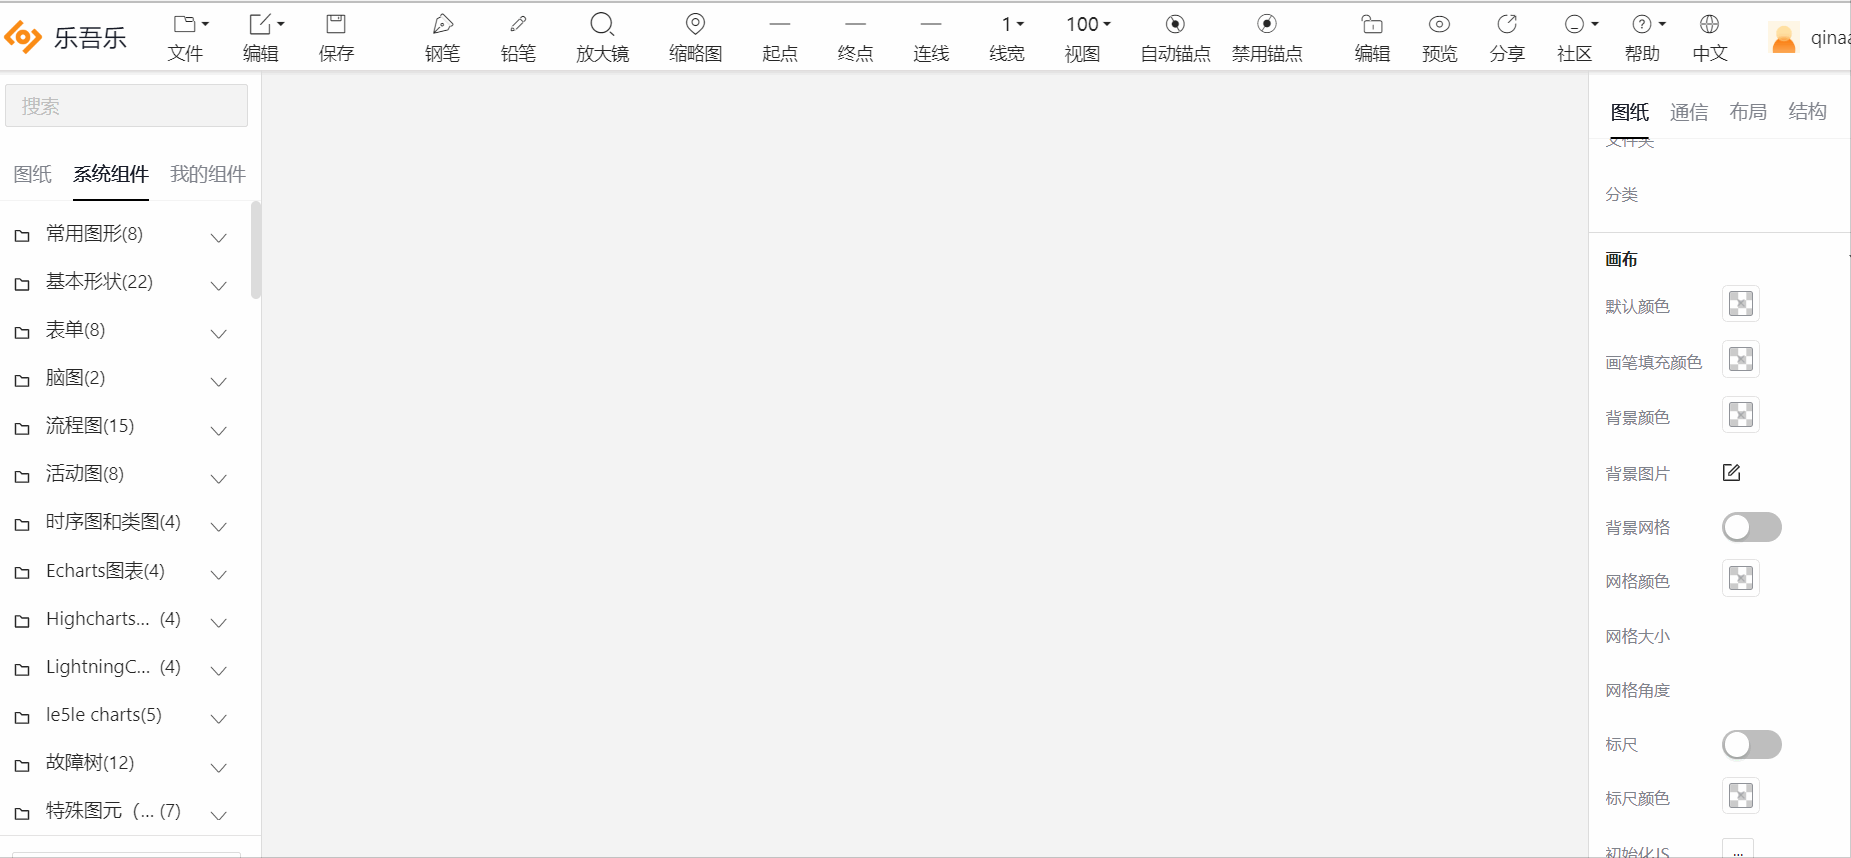 乐吾乐
文件
编辑
保存
钢笔
铅笔
放大镜
缩略图
起点
终点
连线
1
线宽
100
视图
自动锚点
禁用锚点
编辑
预览
分享
社区
帮助
中文
qina
搜索
图纸 系统组件 我的组件
常用图形(8)
基本形状(22)
表单(8)
脑图(2)
流程图(15)
活动图(8)
时序图和类图(4)
Echarts图表(4)
Highcharts... (4)
LightningC... (4)
le5le charts(5)
故障树(12)
特殊图元（... (7)
图纸 通信 布局 结构
文件夹
分类
画布
默认颜色
画笔填充颜色
背景颜色
背景图片
背景网格
网格颜色
网格大小
网格角度
标尺
标尺颜色
初始化JS
...